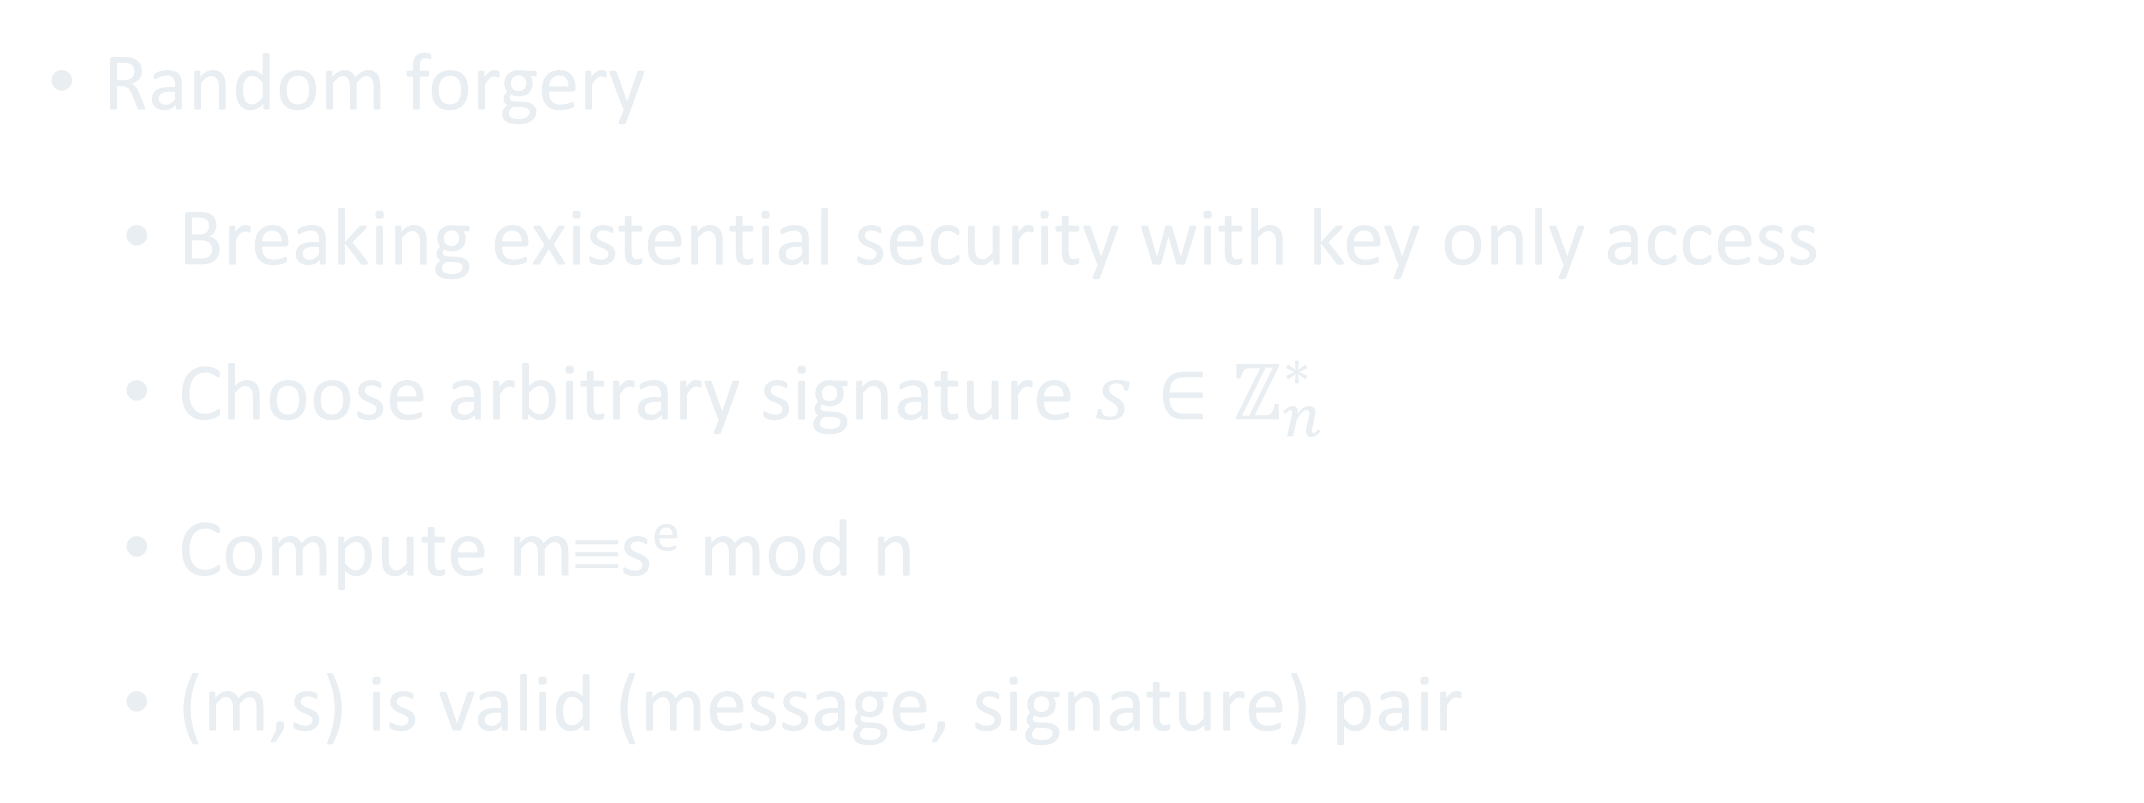 • Random forgery
• Breaking existential security with key only access
• Choose arbitrary signature 𝑠 ∈ ℤ*ₙ
• Compute m≡sᵉ mod n
• (m,s) is valid (message, signature) pair